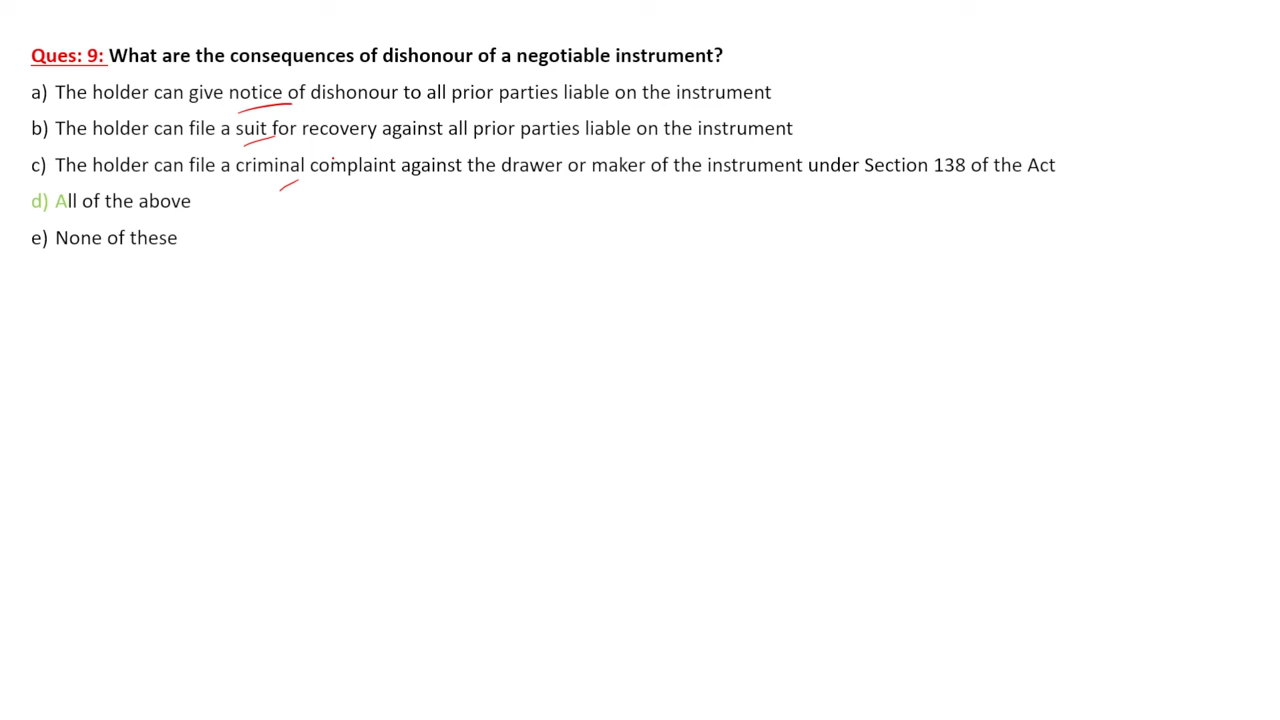 Ques: 9: What are the consequences of dishonour of a negotiable instrument?
a) The holder can give notice of dishonour to all prior parties liable on the instrument
b) The holder can file a suit for recovery against all prior parties liable on the instrument
c) The holder can file a criminal complaint against the drawer or maker of the instrument under Section 138 of the Act
d) All of the above
e) None of these